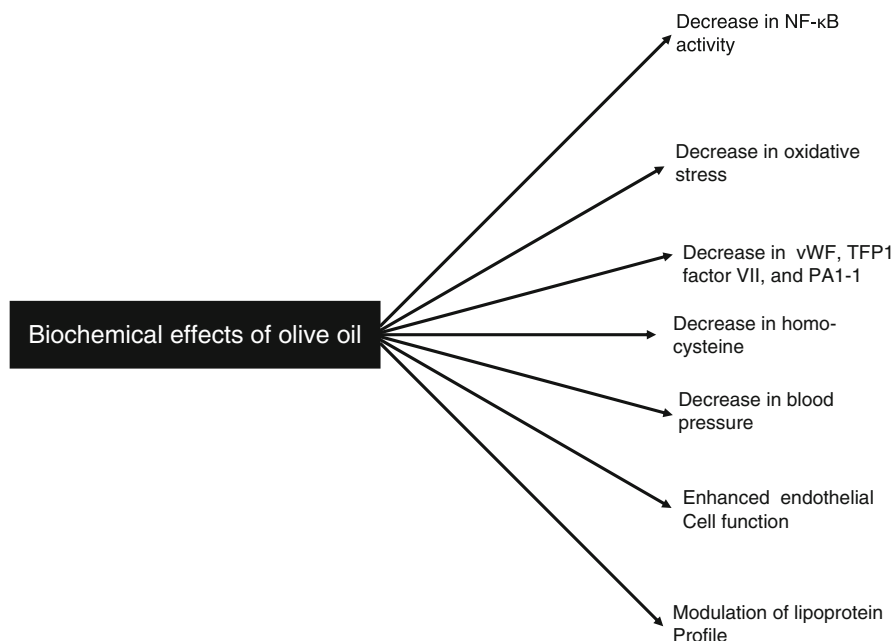 Decrease in NF-κB
activity
Decrease in oxidative
stress
Decrease in vWF, TFP1
factor VII, and PA1-1
Biochemical effects of olive oil
Decrease in homo-
cysteine
Decrease in blood
pressure
Enhanced endothelial
Cell function
Modulation of lipoprotein
Profile